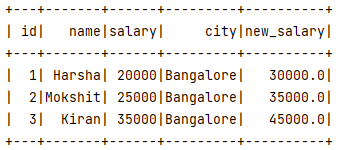 +---+-------+------+---------+----------+
| id|   name|salary|     city|new_salary|
+---+-------+------+---------+----------+
|  1| Harsha| 20000|Bangalore|   30000.0|
|  2|Mokshit| 25000|Bangalore|   35000.0|
|  3|  Kiran| 35000|Bangalore|   45000.0|
+---+-------+------+---------+----------+